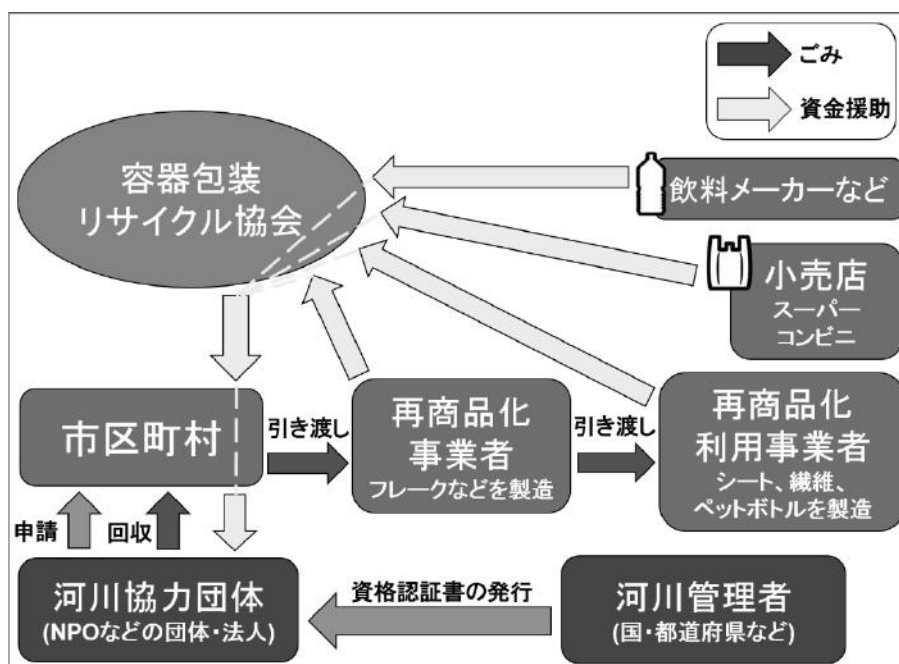 ごみ
資金援助
容器包装
リサイクル協会
飲料メーカーなど
小売店
スーパー
コンビニ
市区町村
引き渡し
再商品化
事業者
フレークなどを製造
引き渡し
再商品化
利用事業者
シート、繊維、
ペットボトルを製造
申請
回収
河川協力団体
(NPOなどの団体・法人)
資格認証書の発行
河川管理者
(国・都道府県など)